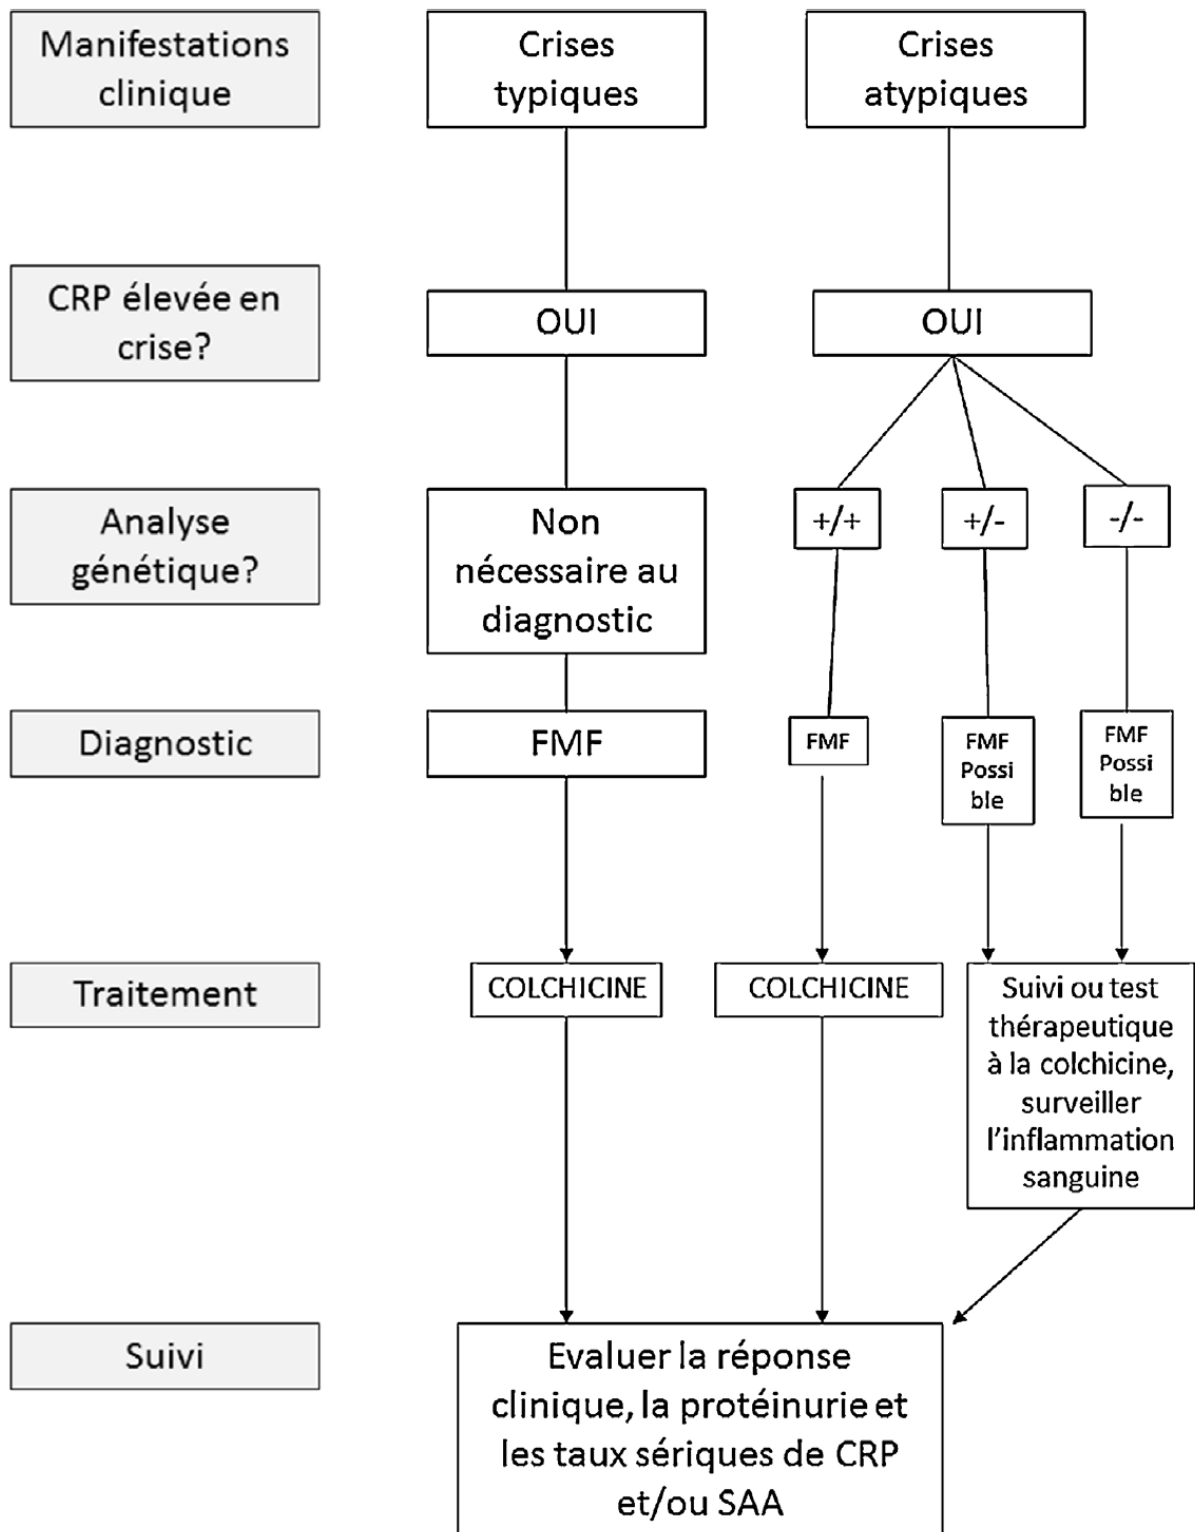 Manifestations
clinique
Crises
typiques
Crises
atypiques
CRP élevée en
crise?
OUI
OUI
Analyse
génétique?
Non
nécessaire au
diagnostic
+/+
+/-
-/-
Diagnostic
FMF
FMF
FMF
Possi
ble
FMF
Possi
ble
Traitement
COLCHICINE
COLCHICINE
Suivi ou test
thérapeutique
à la colchicine,
surveiller
l'inflammation
sanguine
Suivi
Evaluer la réponse
clinique, la protéinurie et
les taux sériques de CRP
et/ou SAA